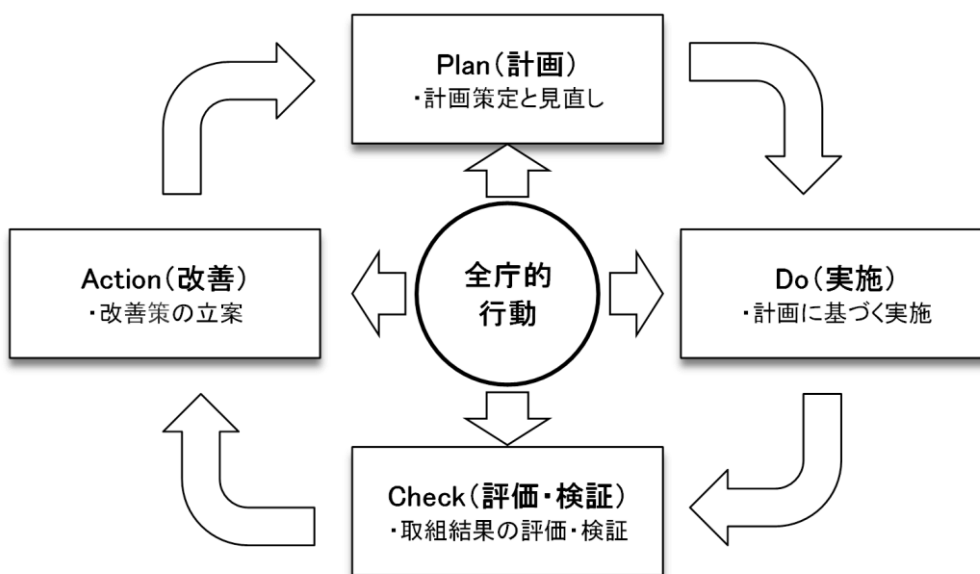 Plan(計画)
・計画策定と見直し
Action(改善)
・改善策の立案
全庁的
行動
Do(実施)
・計画に基づく実施
Check(評価・検証)
・取組結果の評価・検証